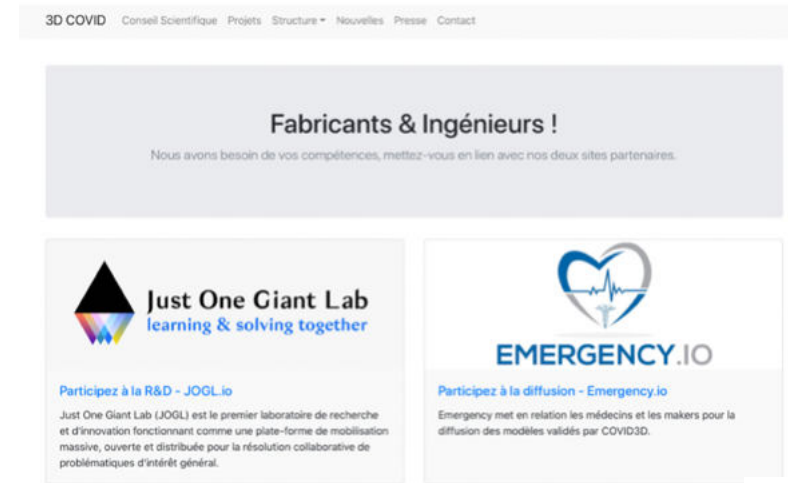 3D COVID Conseil Scientifique Projets Structure Nouvelles Presse Contact
Fabricants & Ingénieurs !
Nous avons besoin de vos compétences, mettez-vous en lien avec nos deux sites partenaires.
Just One Giant Lab
learning & solving together
Participez à la R&D - JOGL.io
Just One Giant Lab (JOGL) est le premier laboratoire de recherche
et d'innovation fonctionnant comme une plate-forme de mobilisation
massive, ouverte et distribuée pour la résolution collaborative de
problématiques d'intérêt général.
EMERGENCY.IO
Participez à la diffusion - Emergency.io
Emergency met en relation les médecins et les makers pour la
diffusion des modèles validés par COVID3D.